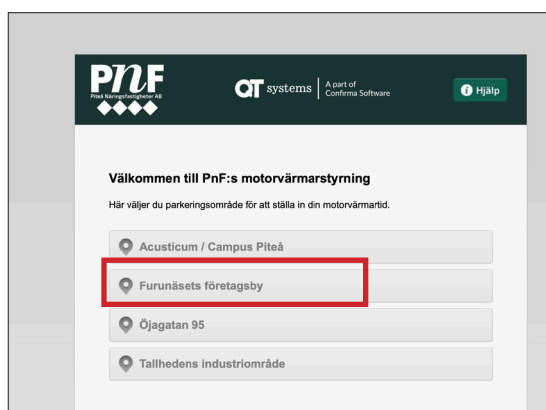 PnF
Piteå Näringsfastigheter AB
QT systems
A part of
Confirma Software
Hjälp
Välkommen till PnF:s motorvärmarstyrning
Här väljer du parkeringsområde för att ställa in din motorvärmartid.
Acusticum / Campus Piteå
Furunäsets företagsby
Öjagatan 95
Tallhedens industriområde